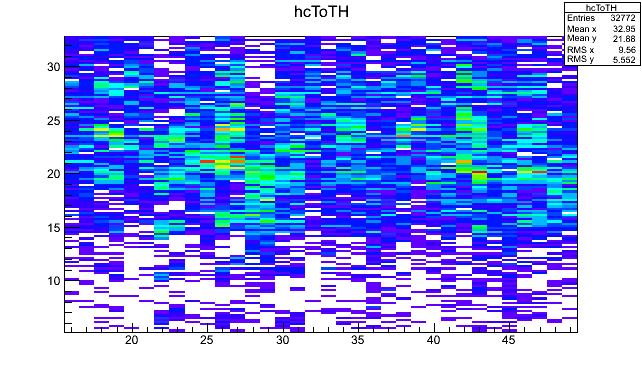 hcToTH
hcToTH
Entries 32772
Mean x 32.95
Mean y 21.88
RMS x 9.56
RMS y 5.552
30
25
20
15
10
20 25 30 35 40 45